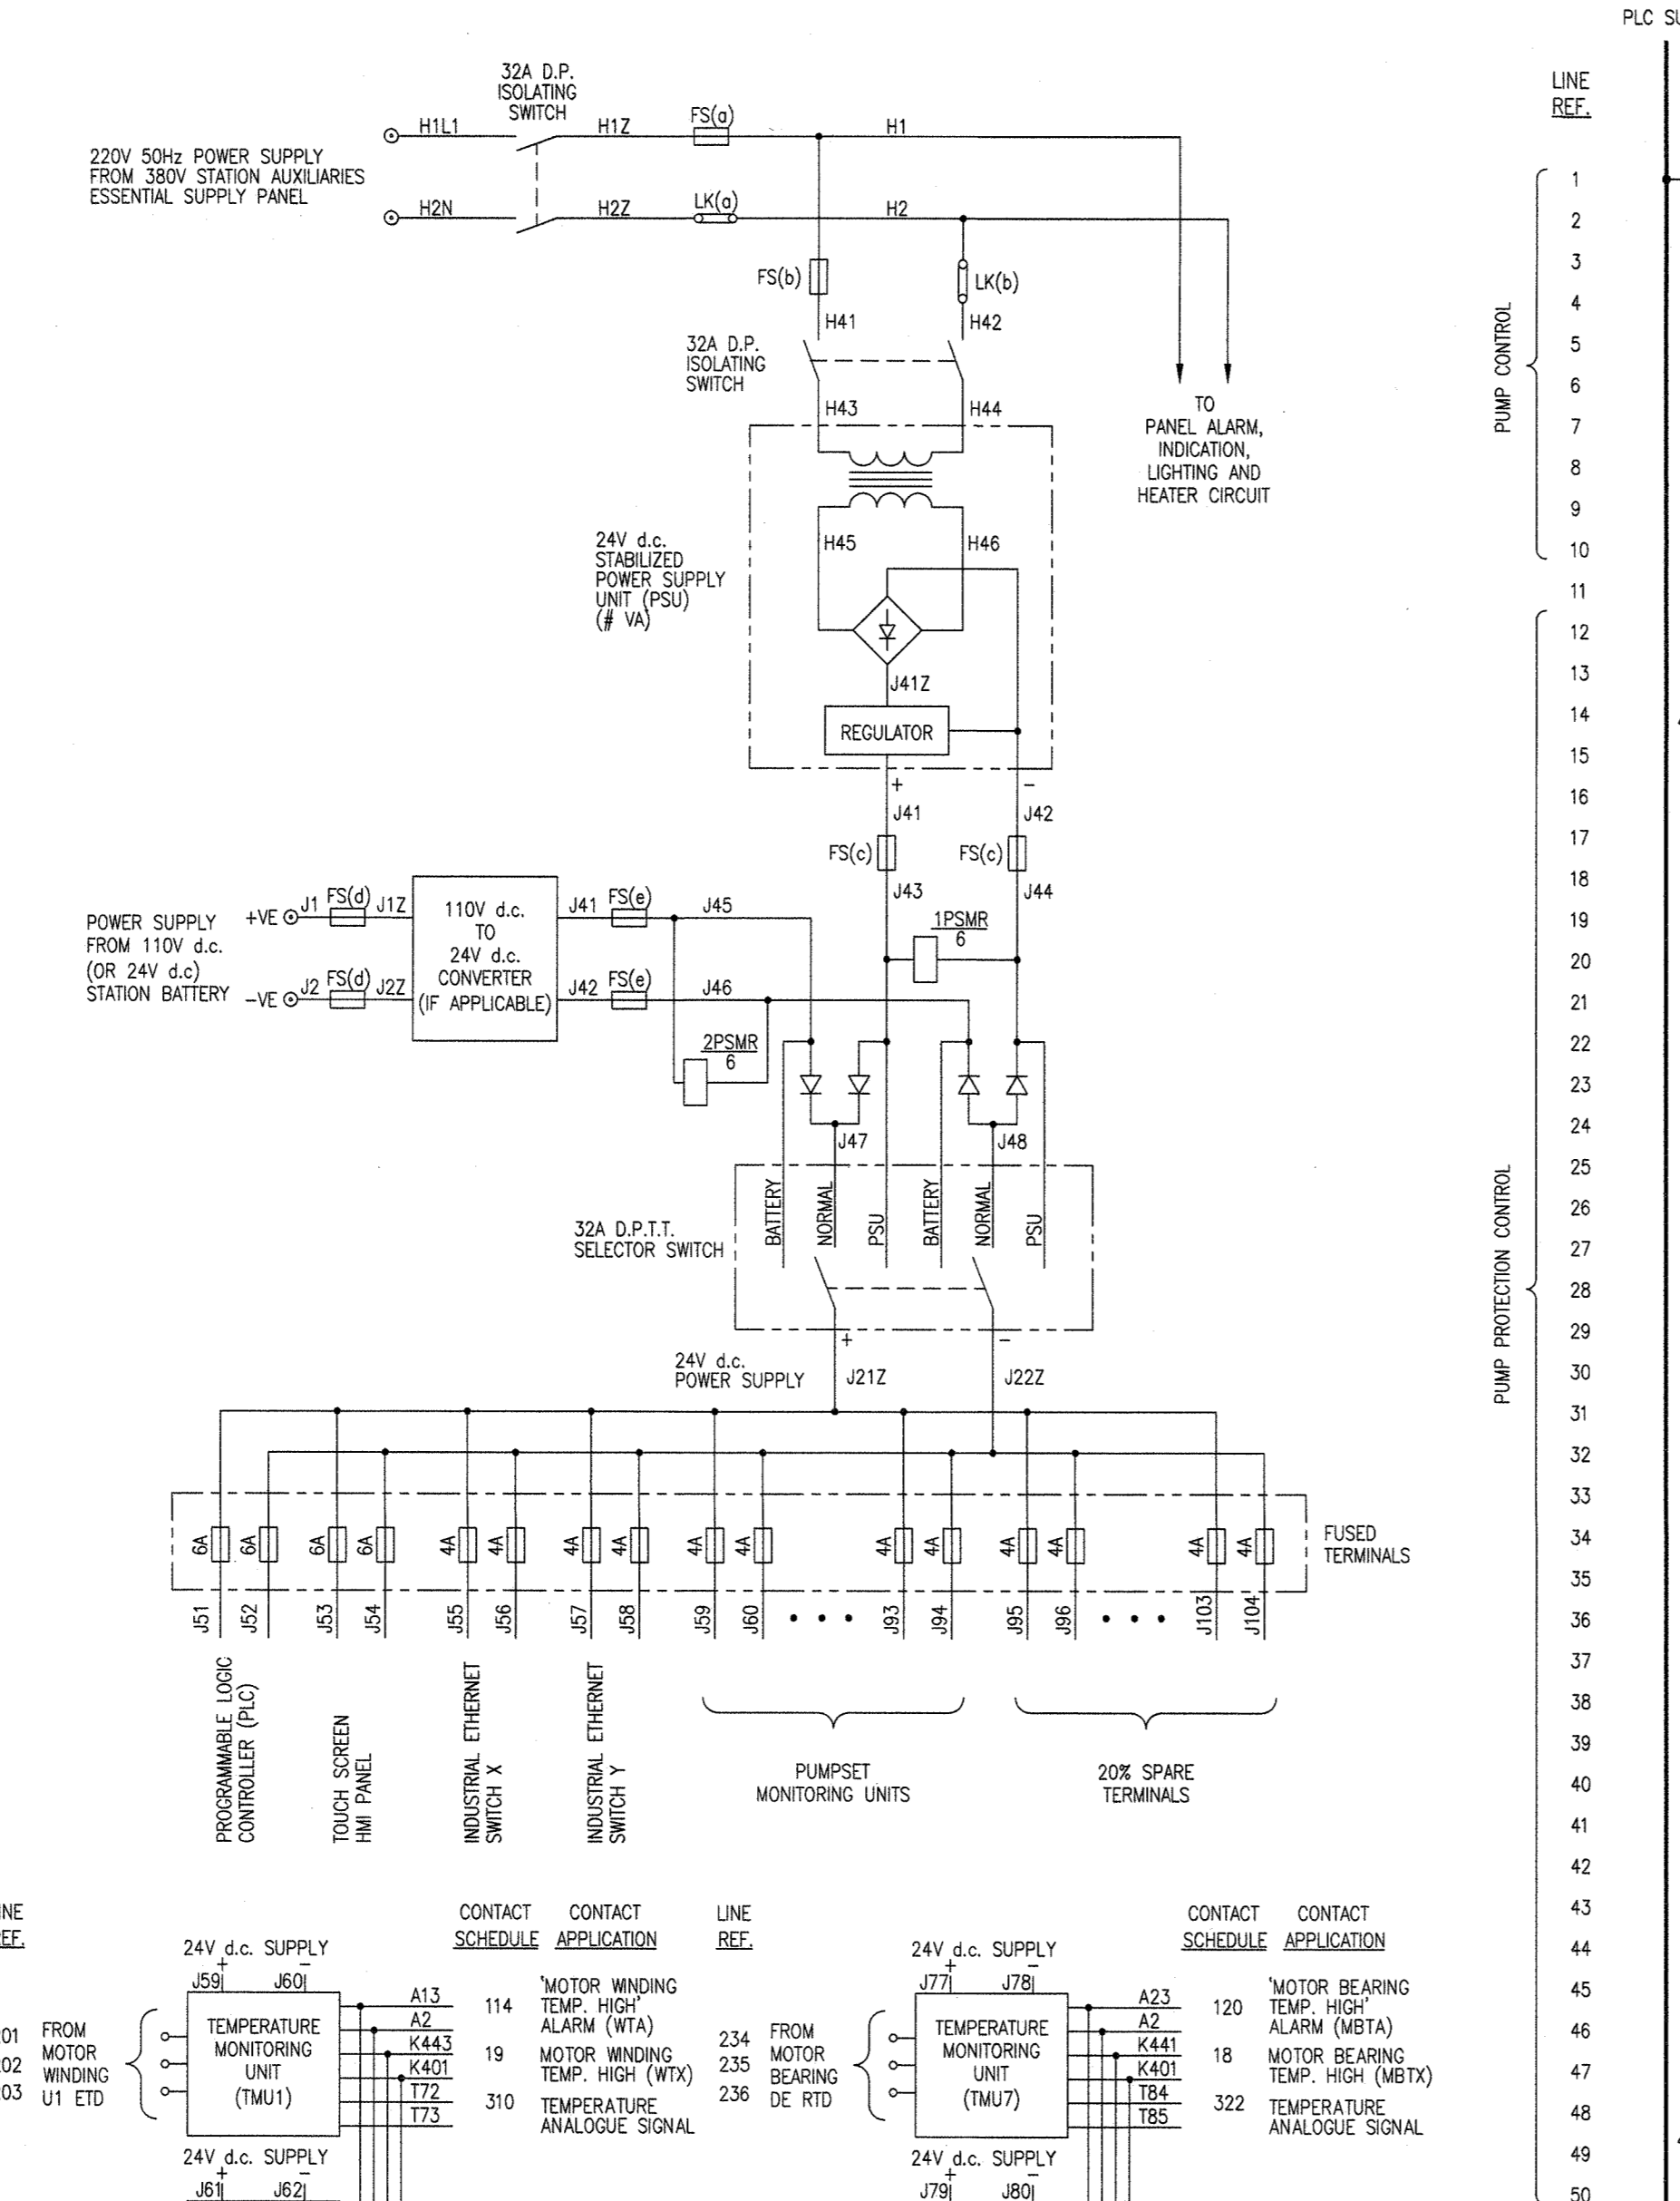 PLC SU
LINE
REF.
32A D.P.
ISOLATING
SWITCH
H1L1
H1Z
FS(a)
H1
220V 50Hz POWER SUPPLY
FROM 380V STATION AUXILIARIES
ESSENTIAL SUPPLY PANEL
H2N
H2Z
LK(a)
H2
FS(b)
LK(b)
H41
H42
32A D.P.
ISOLATING
SWITCH
H43
H44
TO
PANEL ALARM,
INDICATION,
LIGHTING AND
HEATER CIRCUIT
24V d.c.
STABILIZED
POWER SUPPLY
UNIT (PSU)
(# VA)
H45
H46
J41Z
REGULATOR
+
−
J41
J42
FS(c)
FS(c)
J43
J44
POWER SUPPLY
FROM 110V d.c.
(OR 24V d.c)
STATION BATTERY
+VE
J1
FS(d)
J1Z
−VE
J2
FS(d)
J2Z
110V d.c.
TO
24V d.c.
CONVERTER
(IF APPLICABLE)
J41
FS(e)
J45
J42
FS(e)
J46
1PSMR
6
2PSMR
6
J47
J48
32A D.P.T.T.
SELECTOR SWITCH
BATTERY
NORMAL
PSU
BATTERY
NORMAL
PSU
+
−
24V d.c.
POWER SUPPLY
J21Z
J22Z
6A
6A
6A
6A
4A
4A
4A
4A
4A
4A
4A
4A
4A
4A
4A
4A
FUSED
TERMINALS
J51
J52
J53
J54
J55
J56
J57
J58
J59
J60
• • •
J93
J94
J95
J96
• • •
J103
J104
PROGRAMMABLE LOGIC
CONTROLLER (PLC)
TOUCH SCREEN
HMI PANEL
INDUSTRIAL ETHERNET
SWITCH X
INDUSTRIAL ETHERNET
SWITCH Y
PUMPSET
MONITORING UNITS
20% SPARE
TERMINALS
PUMP CONTROL
PUMP PROTECTION CONTROL
1
2
3
4
5
6
7
8
9
10
11
12
13
14
15
16
17
18
19
20
21
22
23
24
25
26
27
28
29
30
31
32
33
34
35
36
37
38
39
40
41
42
43
44
45
46
47
48
49
50
INE
EF.
24V d.c. SUPPLY
+
−
J59
J60
01
02
03
FROM
MOTOR
WINDING
U1 ETD
TEMPERATURE
MONITORING
UNIT
(TMU1)
A13
A2
K443
K401
T72
T73
CONTACT
SCHEDULE
114
19
310
CONTACT
APPLICATION
'MOTOR WINDING
TEMP. HIGH'
ALARM (WTA)
MOTOR WINDING
TEMP. HIGH (WTX)
TEMPERATURE
ANALOGUE SIGNAL
24V d.c. SUPPLY
+
−
J61
J62
LINE
REF.
234
235
236
FROM
MOTOR
BEARING
DE RTD
24V d.c. SUPPLY
+
−
J77
J78
TEMPERATURE
MONITORING
UNIT
(TMU7)
A23
A2
K441
K401
T84
T85
CONTACT
SCHEDULE
120
18
322
CONTACT
APPLICATION
'MOTOR BEARING
TEMP. HIGH'
ALARM (MBTA)
MOTOR BEARING
TEMP. HIGH (MBTX)
TEMPERATURE
ANALOGUE SIGNAL
24V d.c. SUPPLY
+
−
J79
J80